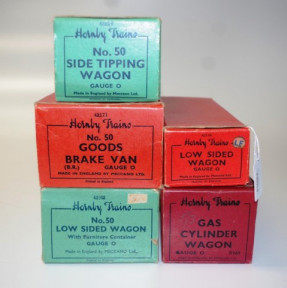 Hornby Trains
No. 50
SIDE TIPPING
WAGON
GAUGE O
Made in England by Meccano Ltd.
Hornby Trains
No. 50
GOODS
BRAKE VAN
(B.R.)
GAUGE O
MADE IN ENGLAND BY MECCANO LTD.
Hornby Trains
LOW SIDED
WAGON
Hornby Trains
No. 50
LOW SIDED WAGON
With Furniture Container
GAUGE O
Made in England by MECCANO Ltd.
Hornby Trains
GAS
CYLINDER
WAGON